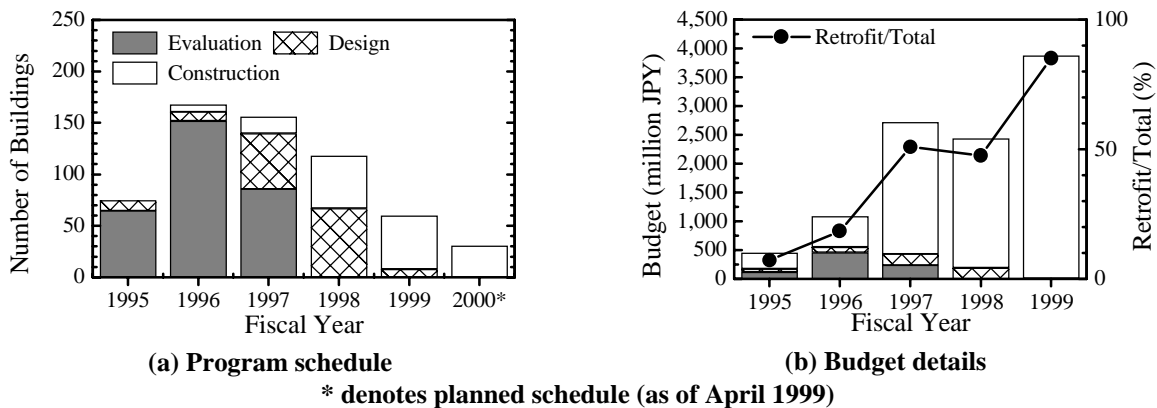 250
200
150
100
50
0
Number of Buildings
Evaluation
Design
Construction
1995 1996 1997 1998 1999 2000*
Fiscal Year
(a) Program schedule
4,500
4,000
3,500
3,000
2,500
2,000
1,500
1,000
500
0
Budget (million JPY)
Retrofit/Total
100
50
0
Retrofit/Total (%)
1995 1996 1997 1998 1999
Fiscal Year
(b) Budget details
* denotes planned schedule (as of April 1999)